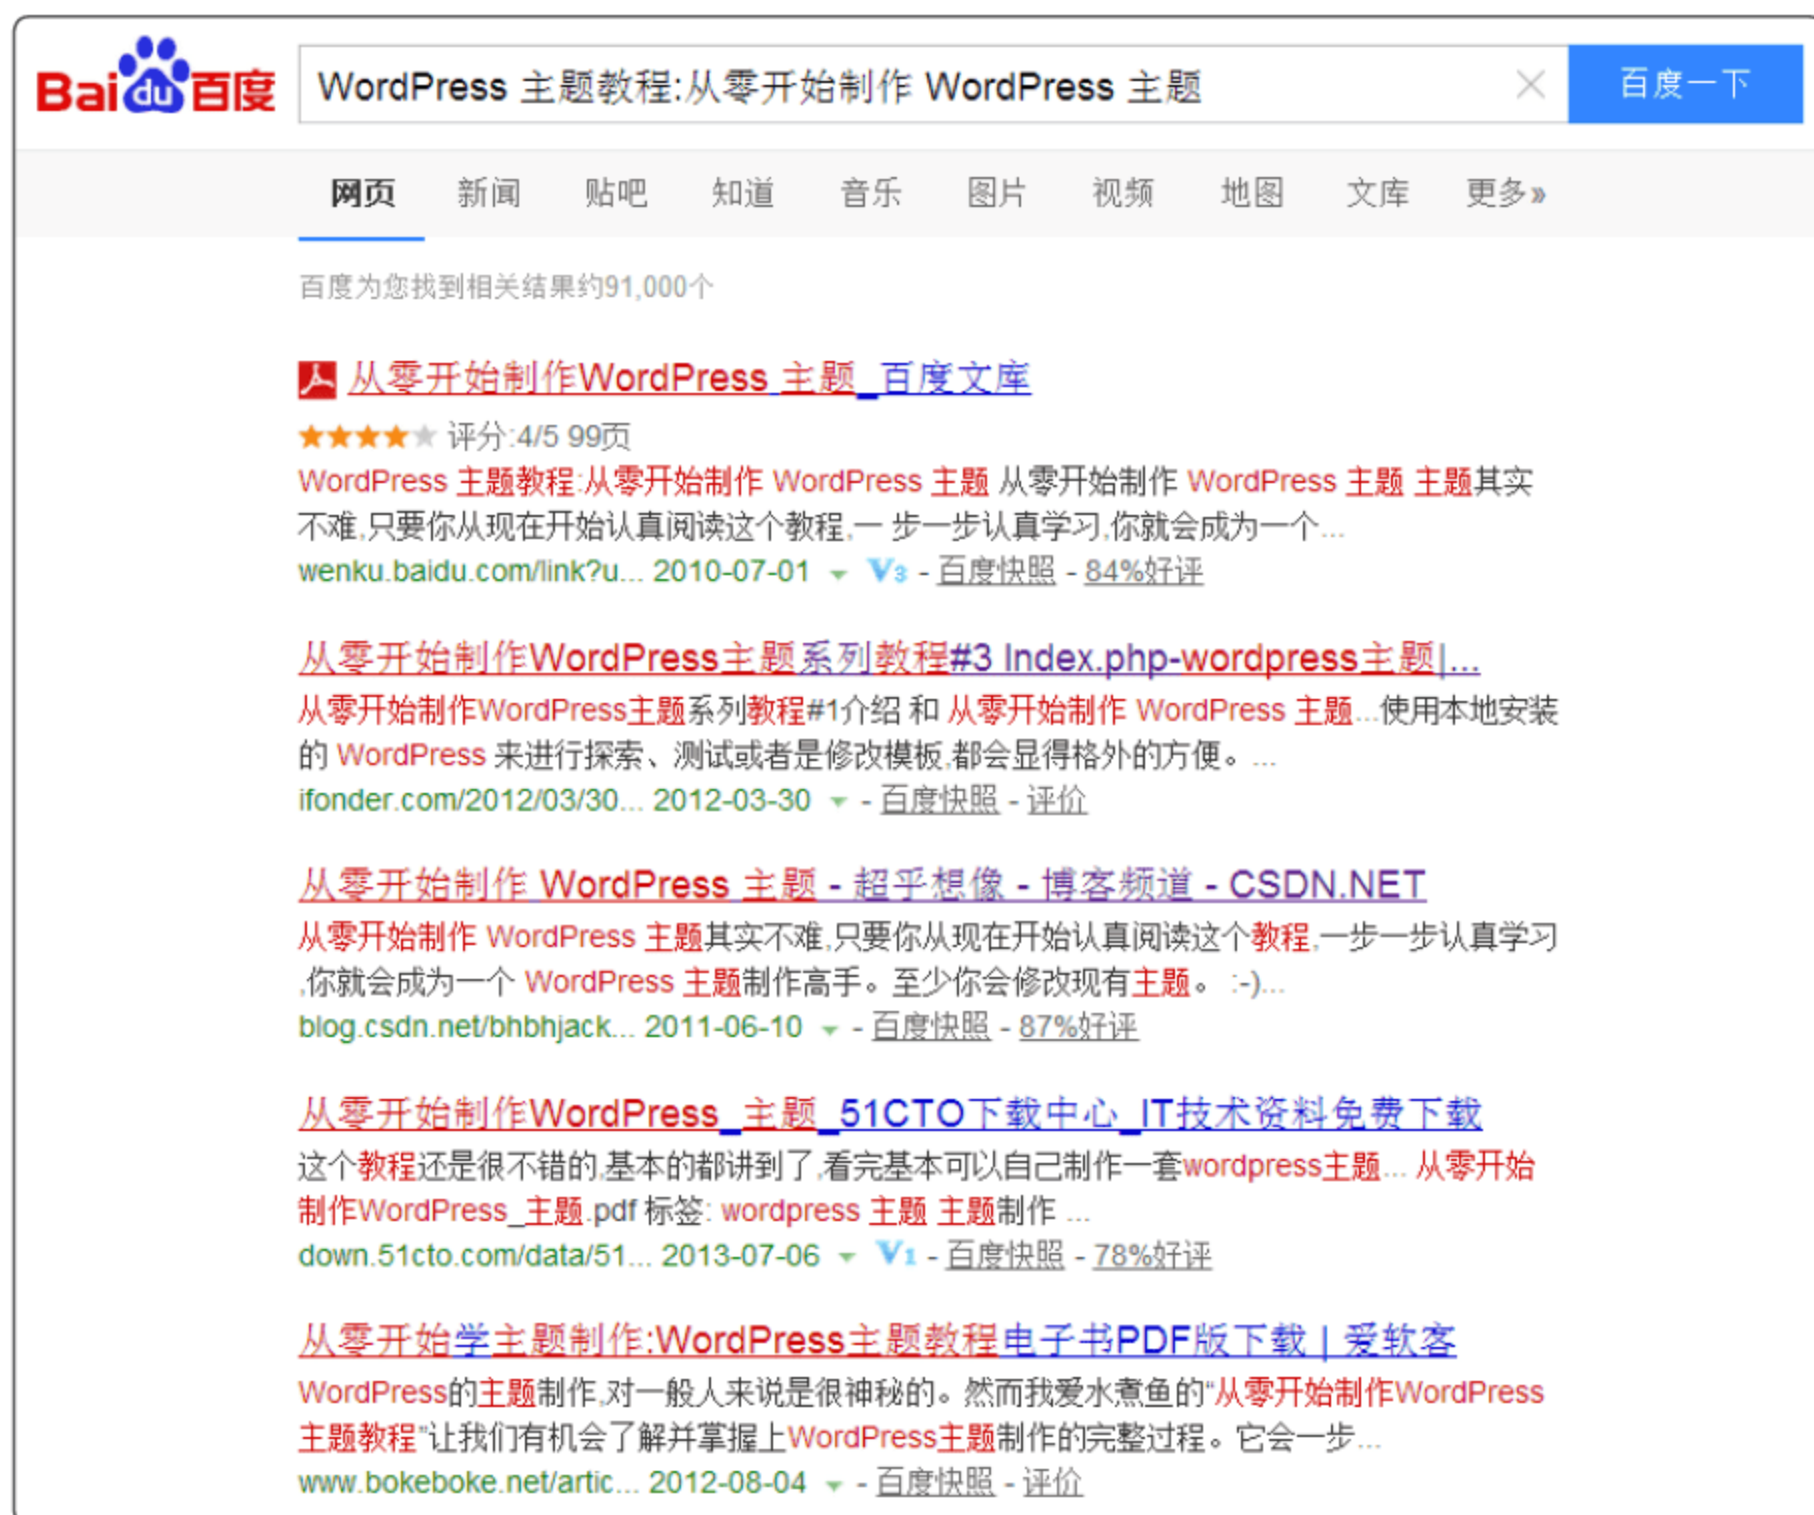 Bai du 百度
WordPress 主题教程:从零开始制作 WordPress 主题
百度一下
网页 新闻 贴吧 知道 音乐 图片 视频 地图 文库 更多»
百度为您找到相关结果约91,000个
从零开始制作WordPress 主题_百度文库
评分:4/5 99页
WordPress 主题教程:从零开始制作 WordPress 主题 从零开始制作 WordPress 主题 主题其实
不难,只要你从现在开始认真阅读这个教程,一 步一步认真学习,你就会成为一个...
wenku.baidu.com/link?u... 2010-07-01 V3 - 百度快照 - 84%好评
从零开始制作WordPress主题系列教程#3 Index.php-wordpress主题|...
从零开始制作WordPress主题系列教程#1介绍 和 从零开始制作 WordPress 主题...使用本地安装
的 WordPress 来进行探索、测试或者是修改模板,都会显得格外的方便。...
ifonder.com/2012/03/30... 2012-03-30 - 百度快照 - 评价
从零开始制作 WordPress 主题 - 超乎想像 - 博客频道 - CSDN.NET
从零开始制作 WordPress 主题其实不难,只要你从现在开始认真阅读这个教程,一步一步认真学习
,你就会成为一个 WordPress 主题制作高手。至少你会修改现有主题。 :-)...
blog.csdn.net/bhbhjack... 2011-06-10 - 百度快照 - 87%好评
从零开始制作WordPress_主题_51CTO下载中心_IT技术资料免费下载
这个教程还是很不错的,基本的都讲到了,看完基本可以自己制作一套wordpress主题... 从零开始
制作WordPress_主题.pdf 标签: wordpress 主题 主题制作 ...
down.51cto.com/data/51... 2013-07-06 V1 - 百度快照 - 78%好评
从零开始学主题制作:WordPress主题教程电子书PDF版下载 | 爱软客
WordPress的主题制作,对一般人来说是很神秘的。然而我爱水煮鱼的“从零开始制作WordPress
主题教程”让我们有机会了解并掌握上WordPress主题制作的完整过程。它会一步...
www.bokeboke.net/artic... 2012-08-04 - 百度快照 - 评价